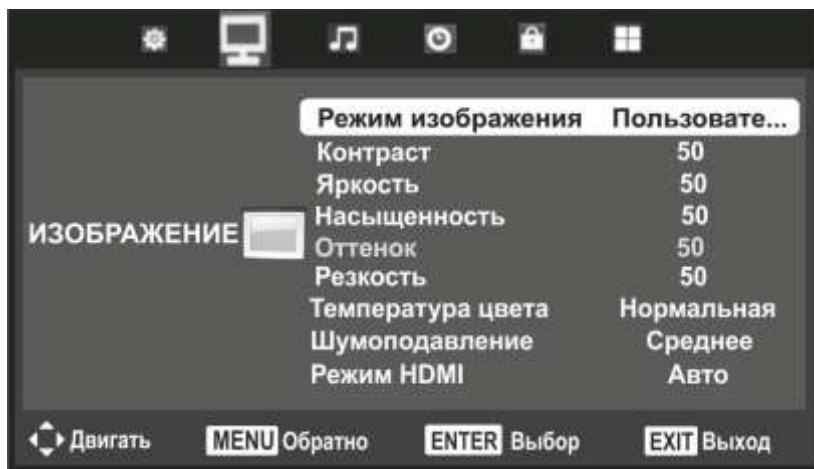 Режим изображения Пользовате...
Контраст 50
Яркость 50
Насыщенность 50
ИЗОБРАЖЕНИЕ
Оттенок 50
Резкость 50
Температура цвета Нормальная
Шумоподавление Среднее
Режим HDMI Авто
Двигать MENU Обратно ENTER Выбор EXIT Выход